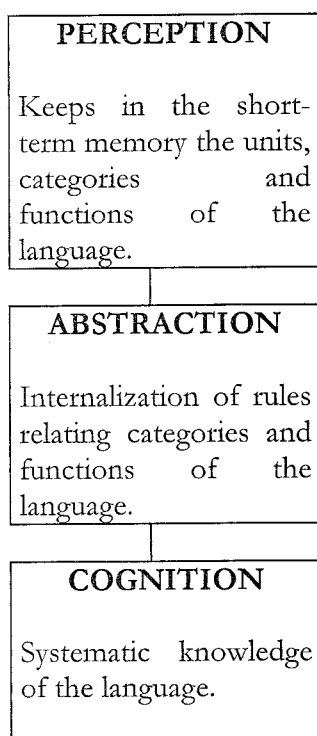 PERCEPTION
Keeps in the short-
term memory the units,
categories and
functions of the
language.
ABSTRACTION
Internalization of rules
relating categories and
functions of the
language.
COGNITION
Systematic knowledge
of the language.